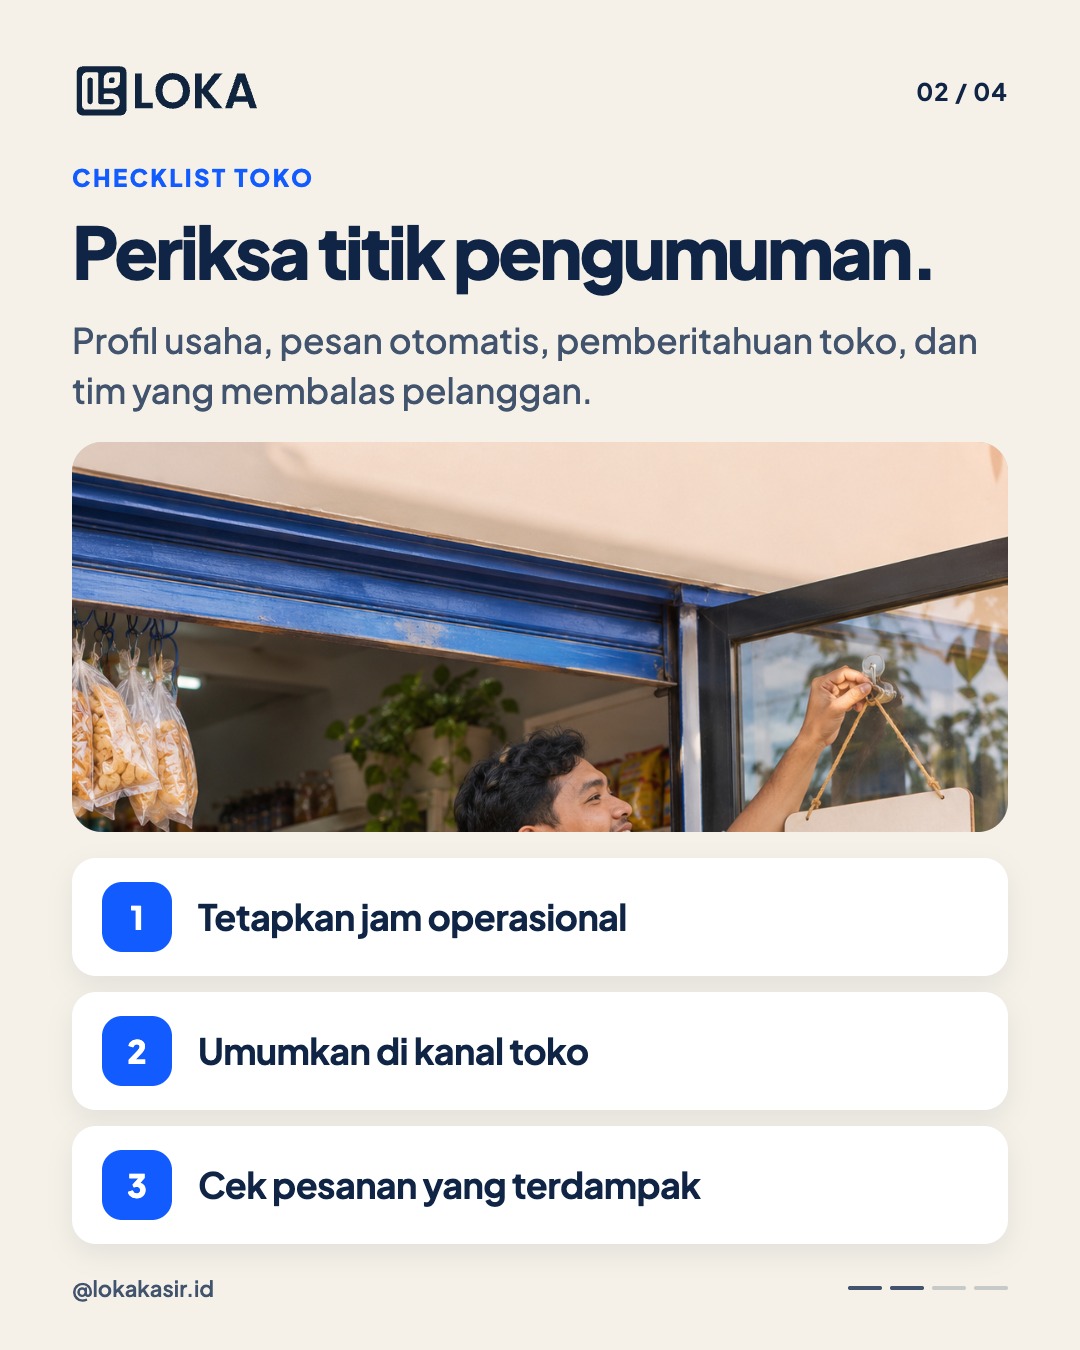 LOKA
02 / 04
CHECKLIST TOKO
Periksa titik pengumuman.
Profil usaha, pesan otomatis, pemberitahuan toko, dan
tim yang membalas pelanggan.
1 Tetapkan jam operasional
2 Umumkan di kanal toko
3 Cek pesanan yang terdampak
@lokakasir.id